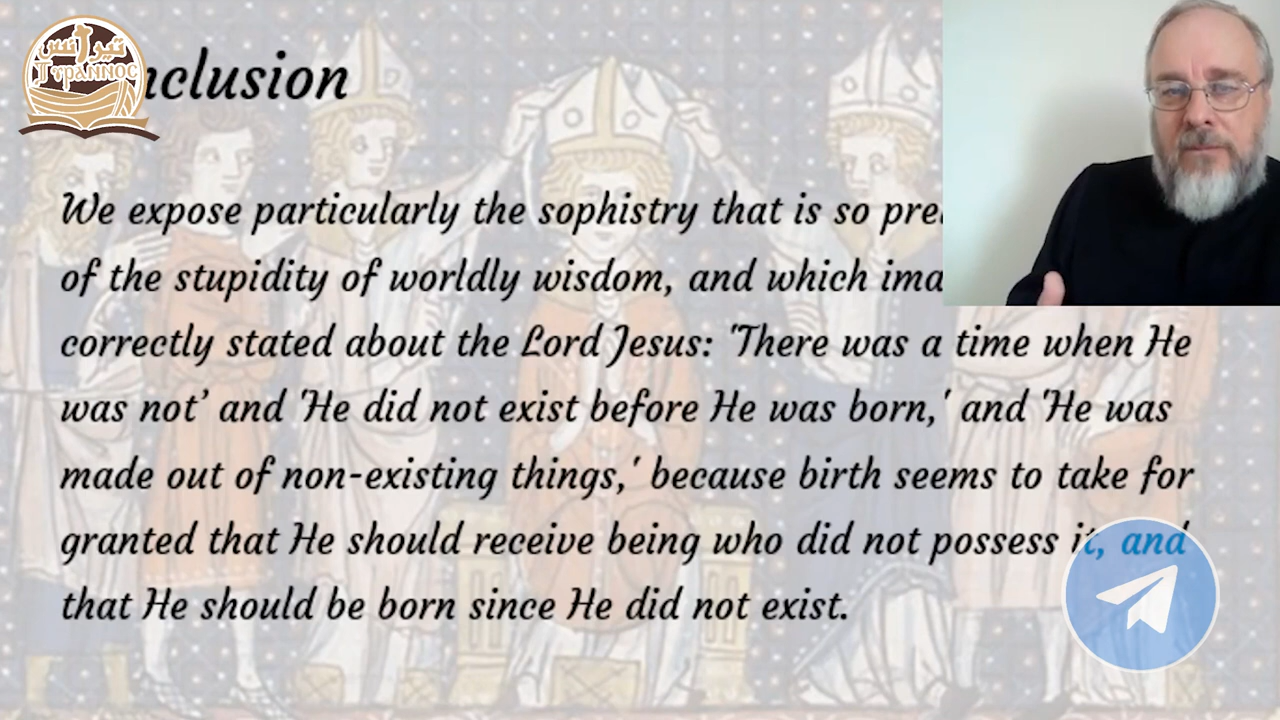 تيرانس
Τγραννος
nclusion
We expose particularly the sophistry that is so
of the stupidity of worldly wisdom, and which
correctly stated about the Lord Jesus: 'There was a time when He
was not’ and 'He did not exist before He was born,' and 'He was
made out of non-existing things,' because birth seems to take for
granted that He should receive being who did not possess it, and
that He should be born since He did not exist.